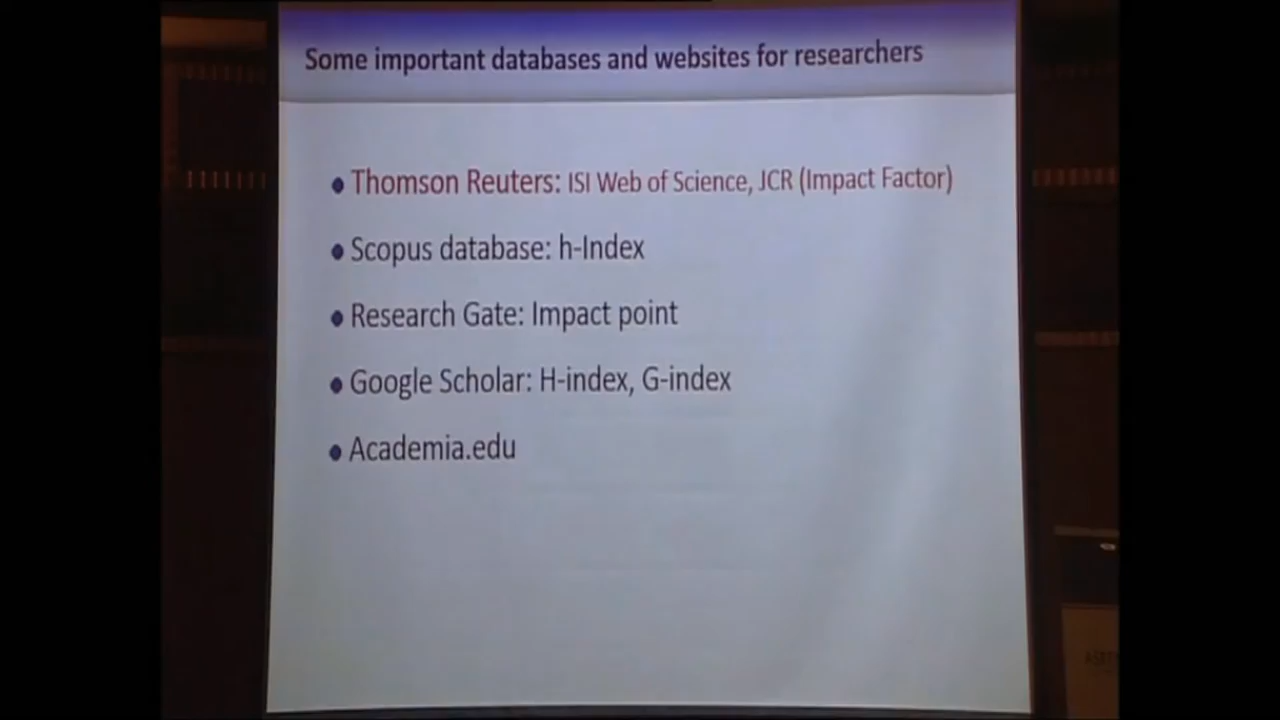 Some important databases and websites for researchers
Thomson Reuters: ISI Web of Science, JCR (Impact Factor)
Scopus database: h-Index
Research Gate: Impact point
Google Scholar: H-index, G-index
Academia.edu